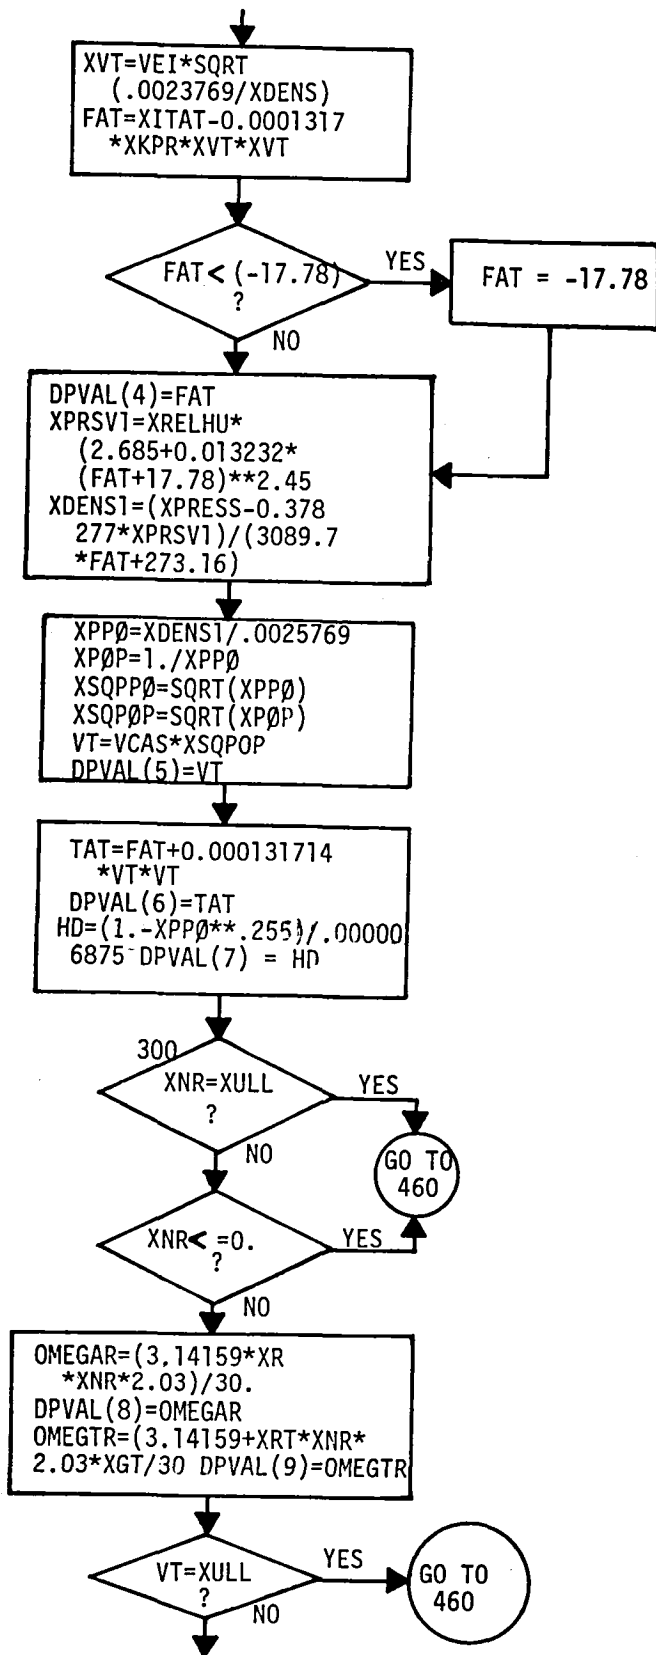 XVT=VEI*SQRT
(.0023769/XDENS)
FAT=XITAT-0.0001317
*XKPR*XVT*XVT
FAT<(-17.78)
?
YES
FAT = -17.78
NO
DPVAL(4)=FAT
XPRSV1=XRELHU*
(2.685+0.013232*
(FAT+17.78)**2.45
XDENS1=(XPRESS-0.378
277*XPRSV1)/(3089.7
*FAT+273.16)
XPPØ=XDENS1/.0025769
XPØP=1./XPPØ
XSQPPØ=SQRT(XPPØ)
XSQPØP=SQRT(XPØP)
VT=VCAS*XSQPOP
DPVAL(5)=VT
TAT=FAT+0.000131714
*VT*VT
DPVAL(6)=TAT
HD=(1.-XPPØ**.255)/.00000
6875 DPVAL(7) = HD
300
XNR=XULL
?
YES
NO
GO TO
460
XNR< =0.
?
YES
NO
OMEGAR=(3.14159*XR
*XNR*2.03)/30.
DPVAL(8)=OMEGAR
OMEGTR=(3.14159+XRT*XNR*
2.03*XGT/30 DPVAL(9)=OMEGTR
VT=XULL
?
YES
NO
GO TO
460